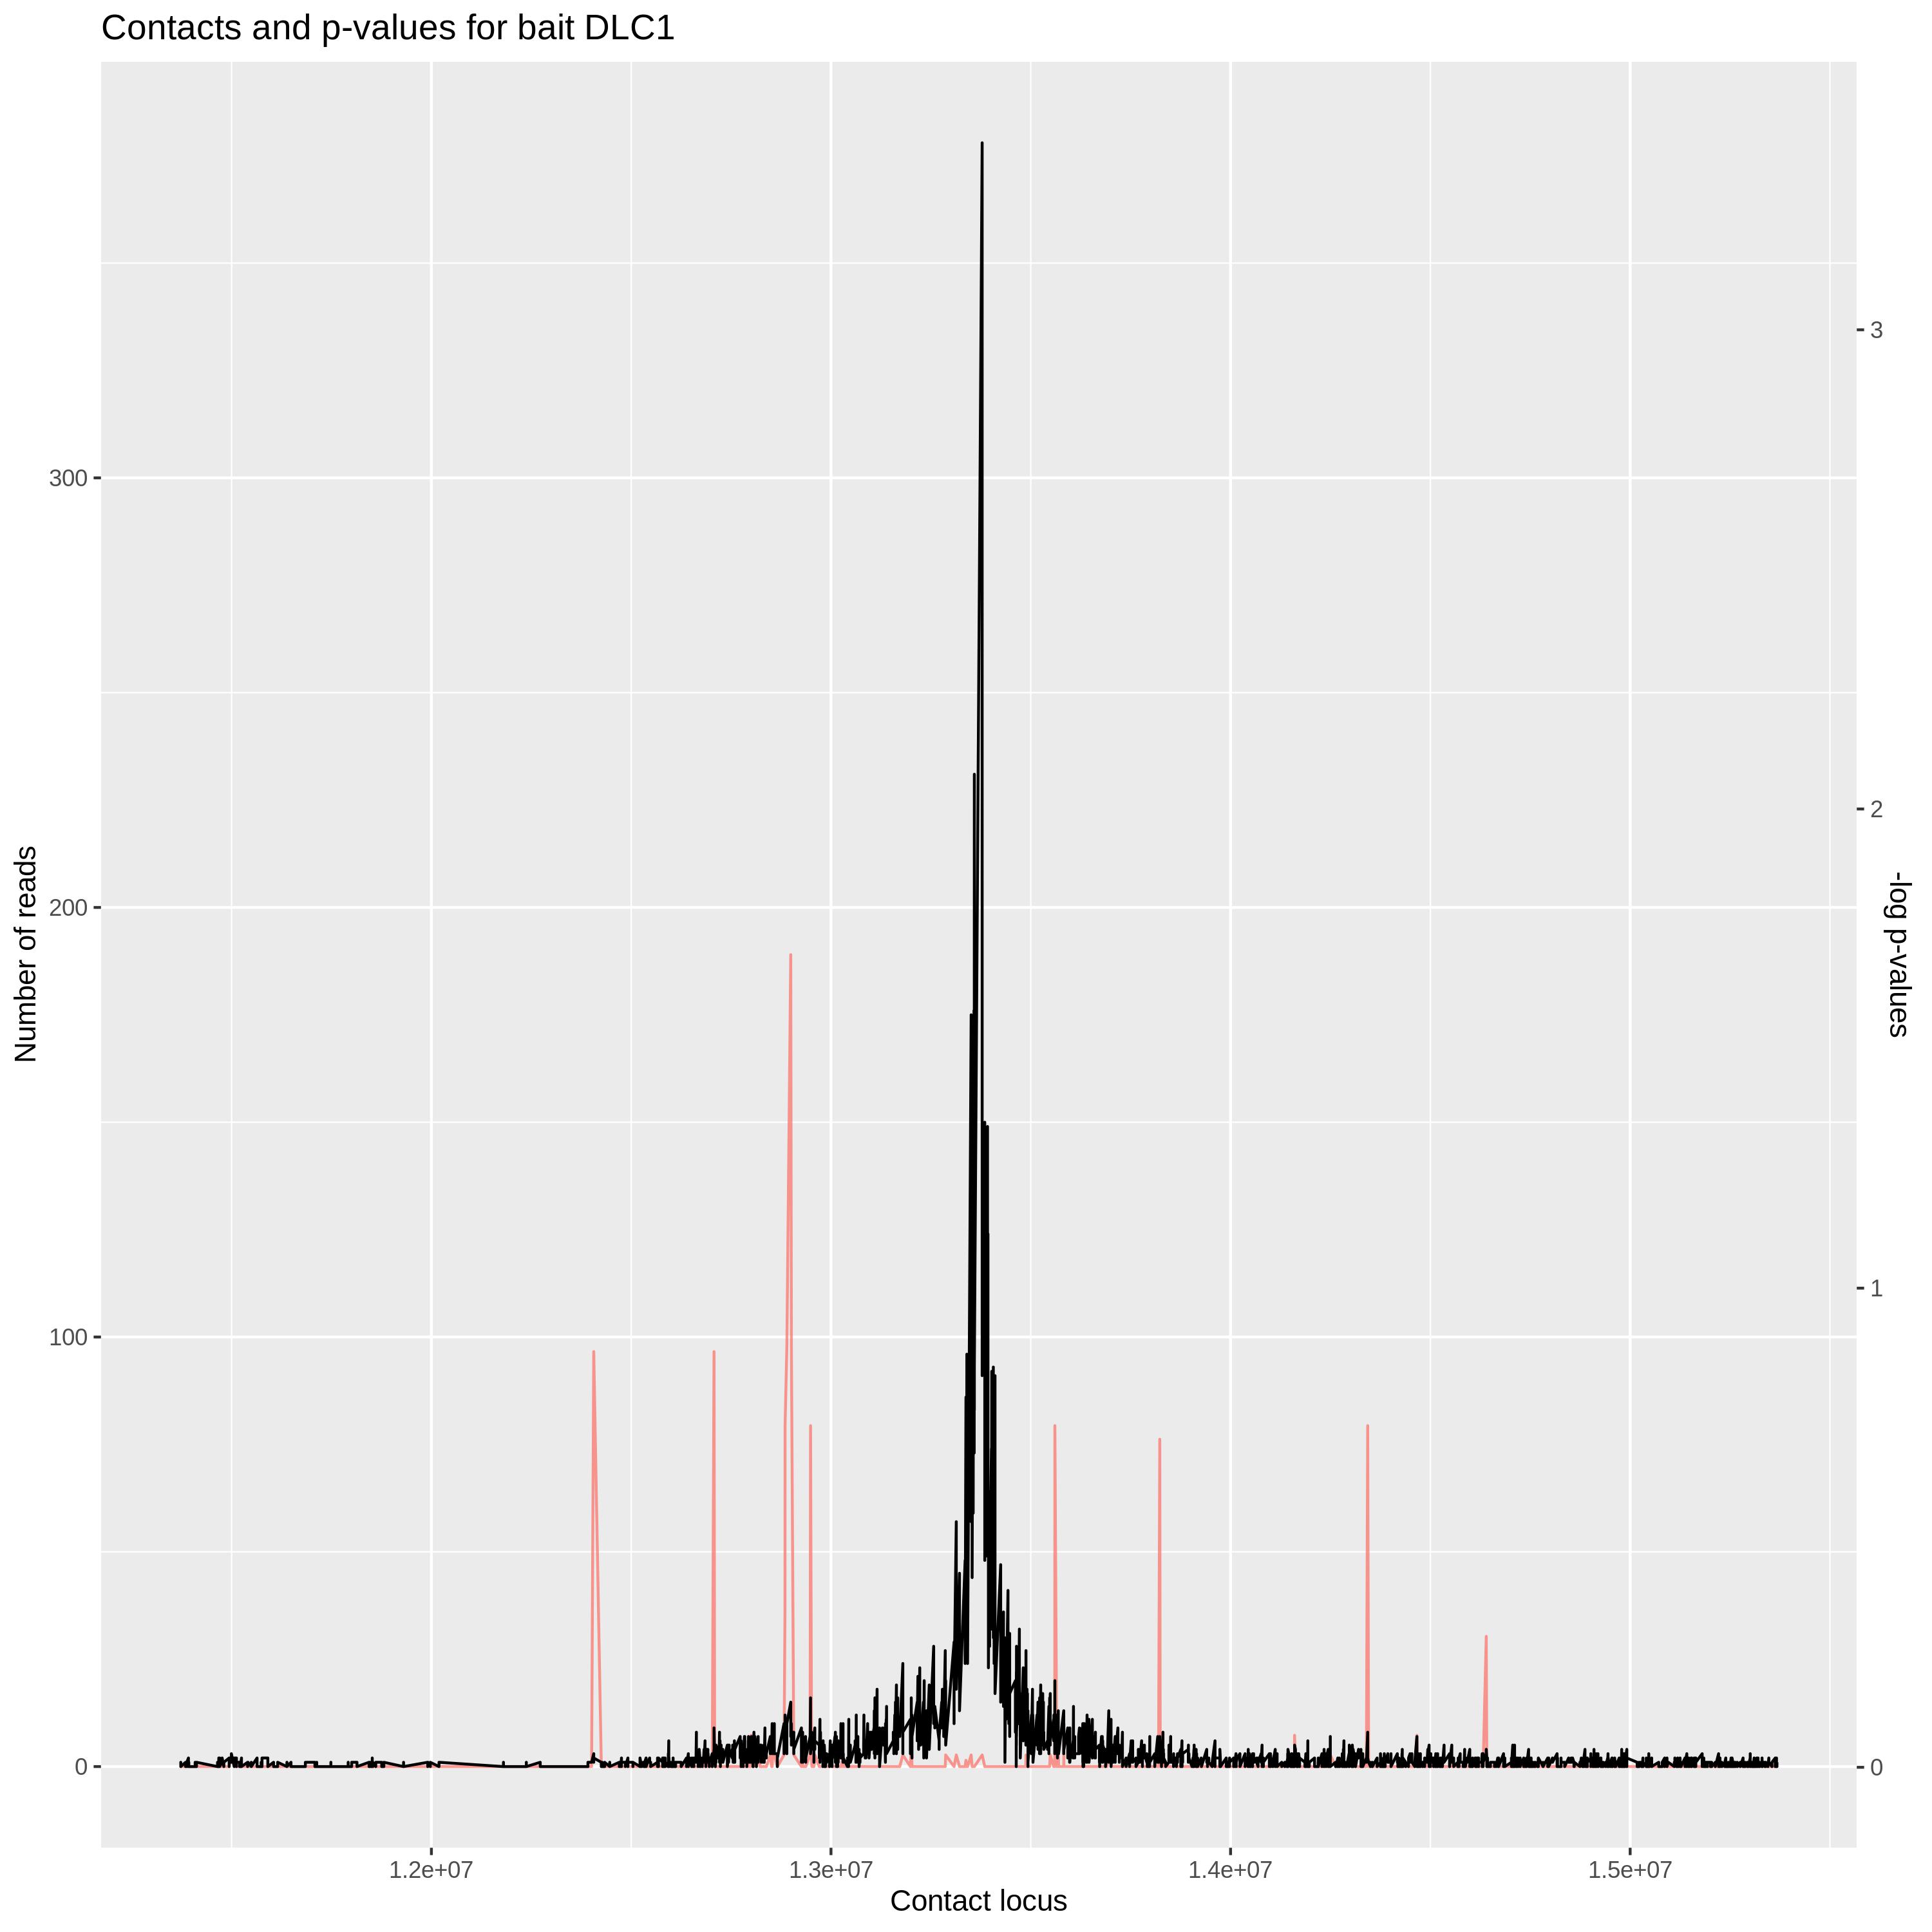 Contacts and p-values for bait DLC1
Number of reads
300
200
100
0
3
2
1
0
-log p-values
1.2e+07
1.3e+07
1.4e+07
1.5e+07
Contact locus